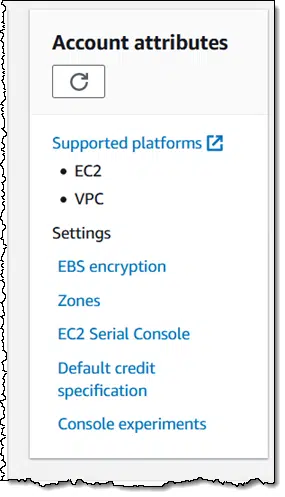 Account attributes
Supported platforms
• EC2
• VPC
Settings
EBS encryption
Zones
EC2 Serial Console
Default credit
specification
Console experiments